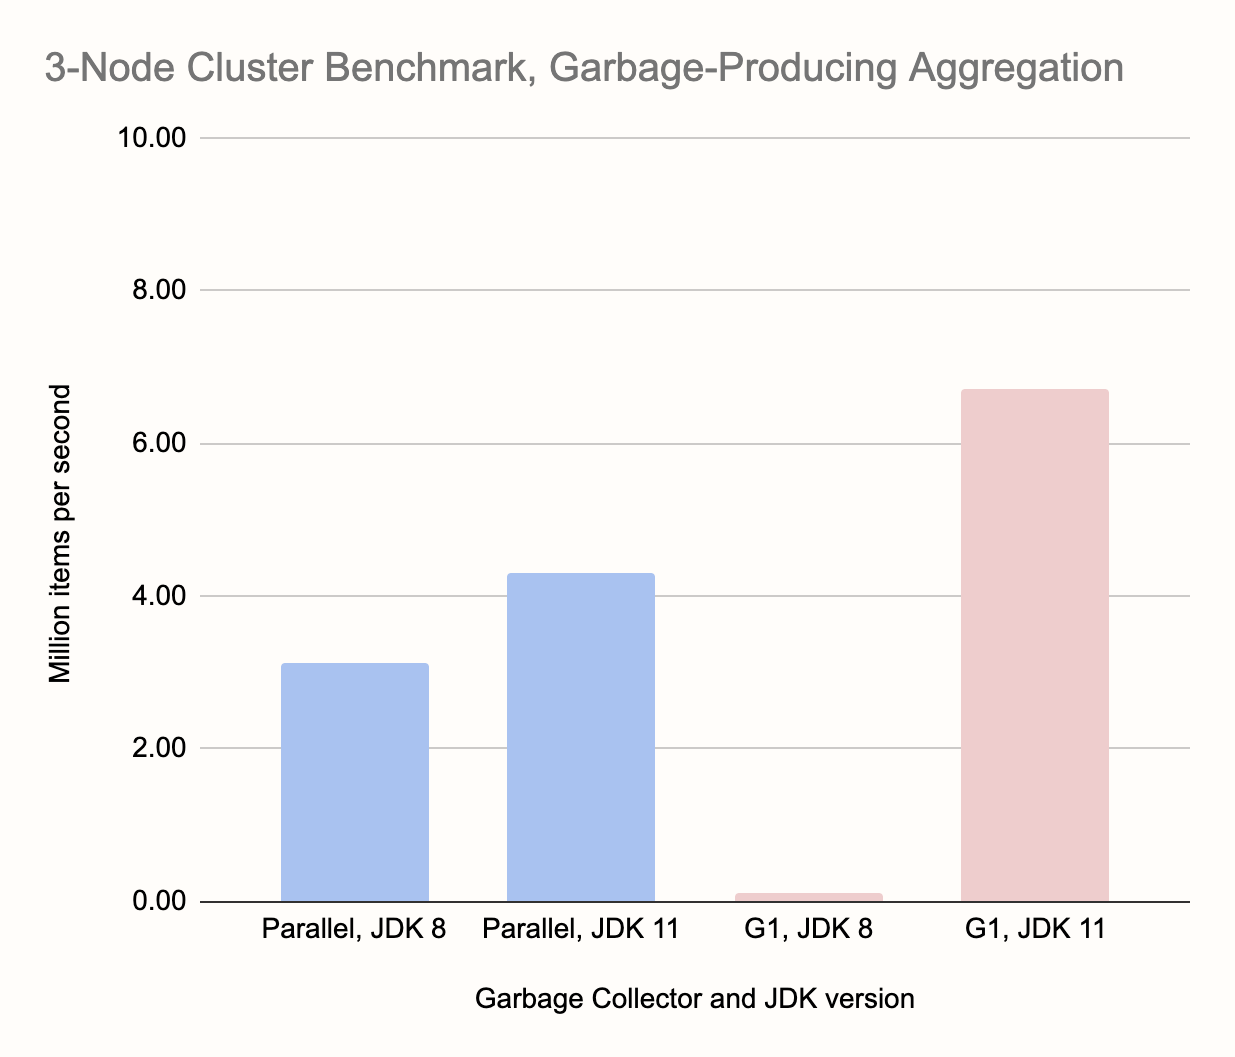 3-Node Cluster Benchmark, Garbage-Producing Aggregation
10.00
8.00
6.00
4.00
2.00
0.00
Million items per second
Parallel, JDK 8
Parallel, JDK 11
G1, JDK 8
G1, JDK 11
Garbage Collector and JDK version